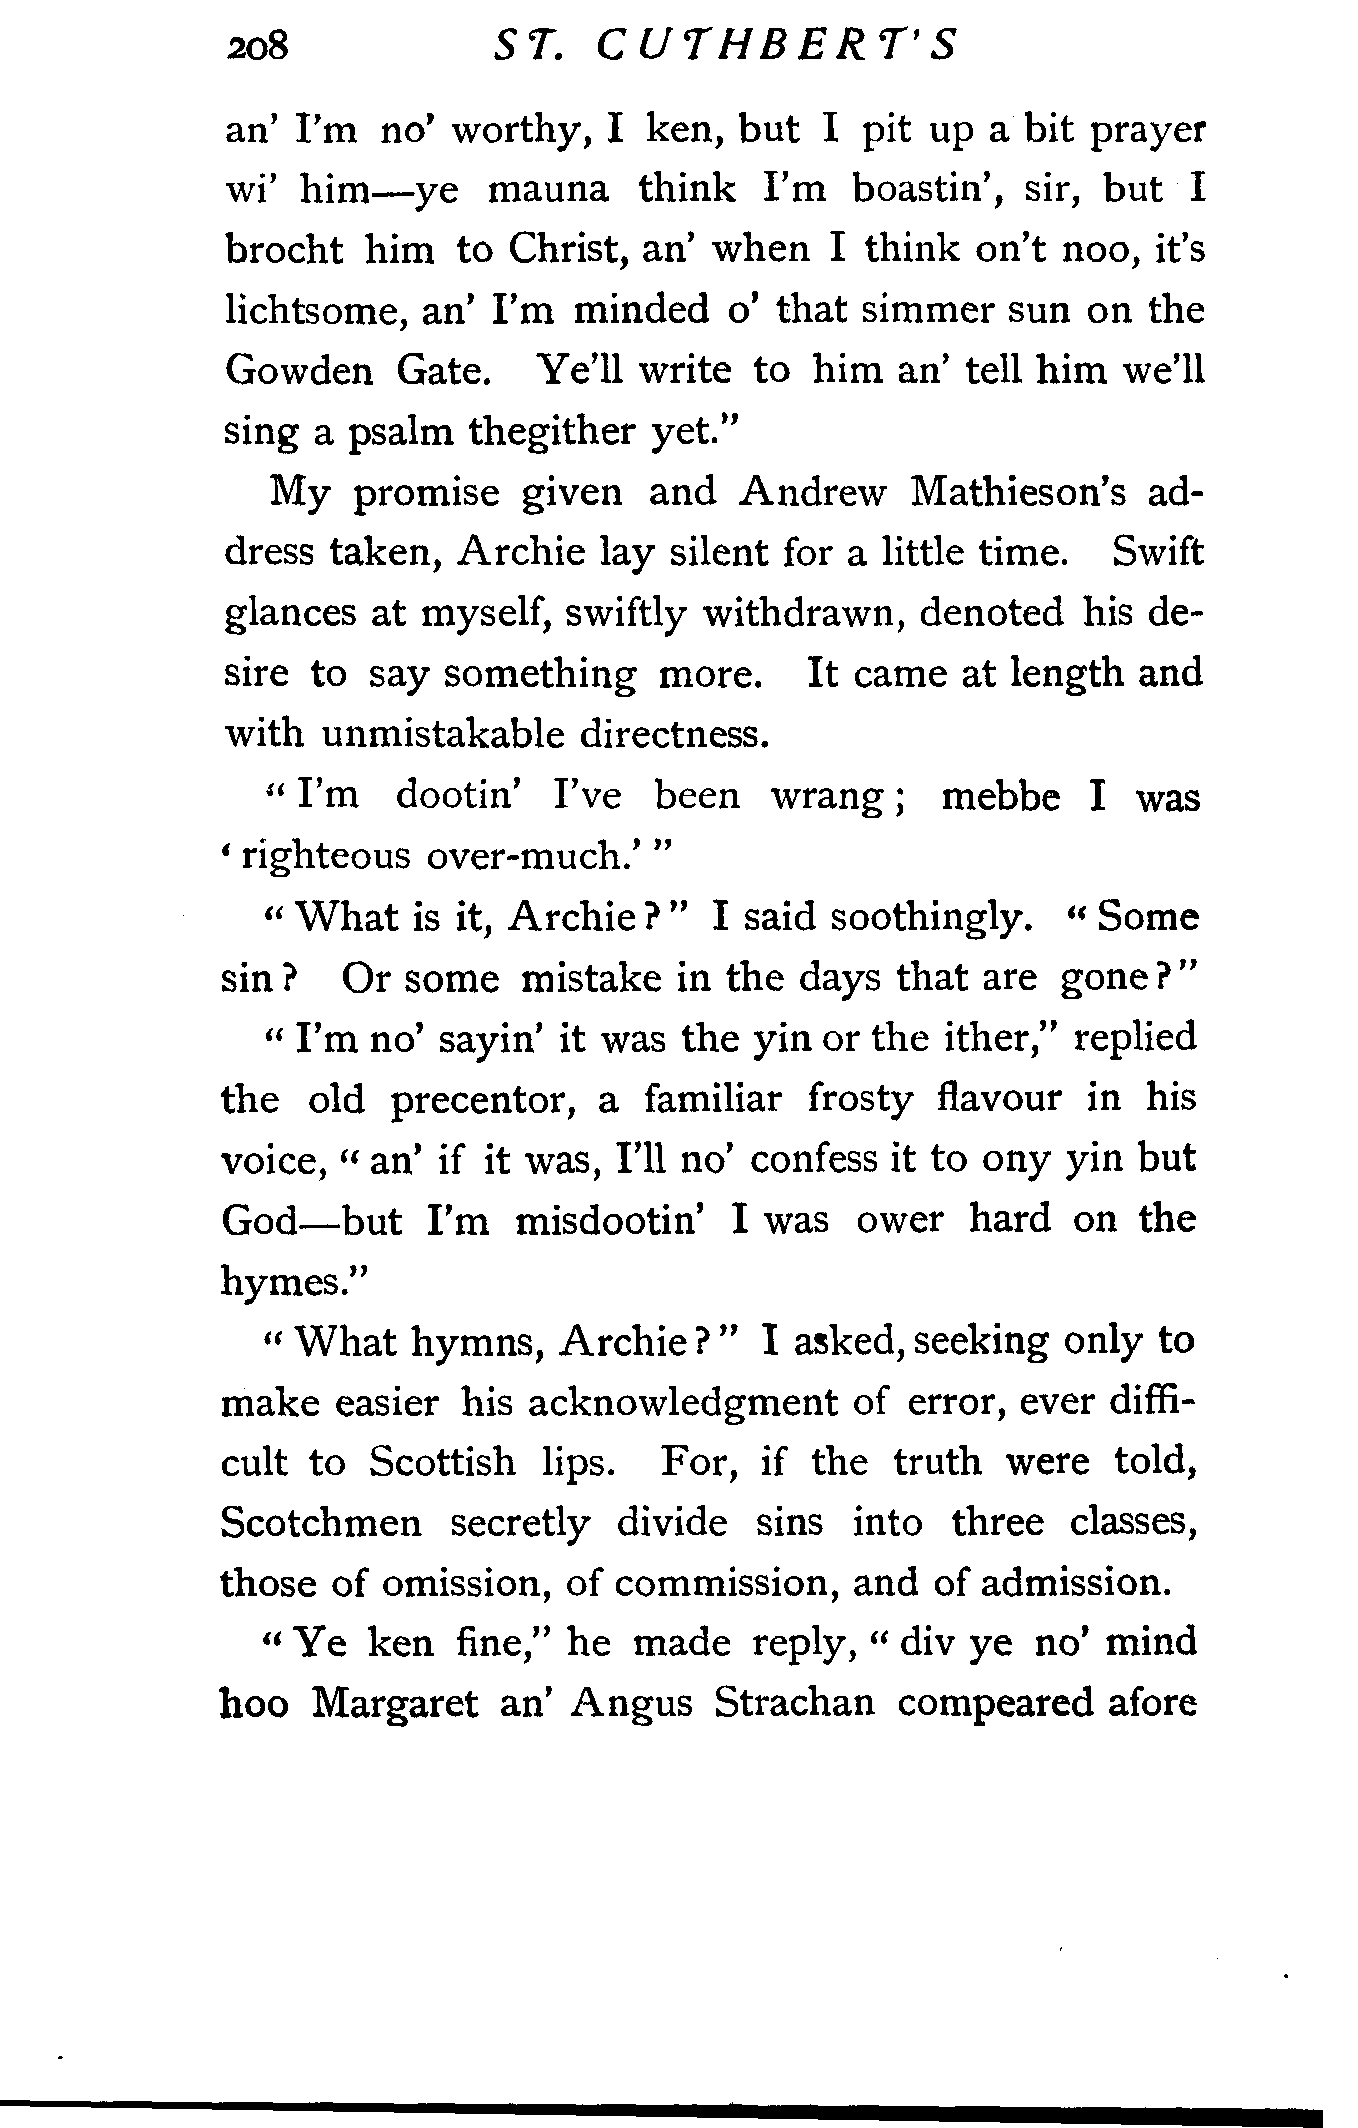 208 ST. CUTHBERT'S
an' I'm no' worthy, I ken, but I pit up a bit prayer
wi' him—ye mauna think I'm boastin', sir, but I
brocht him to Christ, an' when I think on't noo, it's
lichtsome, an' I'm minded o' that simmer sun on the
Gowden Gate. Ye'll write to him an' tell him we'll
sing a psalm thegither yet."
My promise given and Andrew Mathieson's ad-
dress taken, Archie lay silent for a little time. Swift
glances at myself, swiftly withdrawn, denoted his de-
sire to say something more. It came at length and
with unmistakable directness.
"I'm dootin' I've been wrang; mebbe I was
'righteous over-much.'"
"What is it, Archie?" I said soothingly. "Some
sin? Or some mistake in the days that are gone?"
"I'm no' sayin' it was the yin or the ither," replied
the old precentor, a familiar frosty flavour in his
voice, "an' if it was, I'll no' confess it to ony yin but
God—but I'm misdootin' I was ower hard on the
hymes."
"What hymns, Archie?" I asked, seeking only to
make easier his acknowledgment of error, ever diffi-
cult to Scottish lips. For, if the truth were told,
Scotchmen secretly divide sins into three classes,
those of omission, of commission, and of admission.
"Ye ken fine," he made reply, "div ye no' mind
hoo Margaret an' Angus Strachan compeared afore